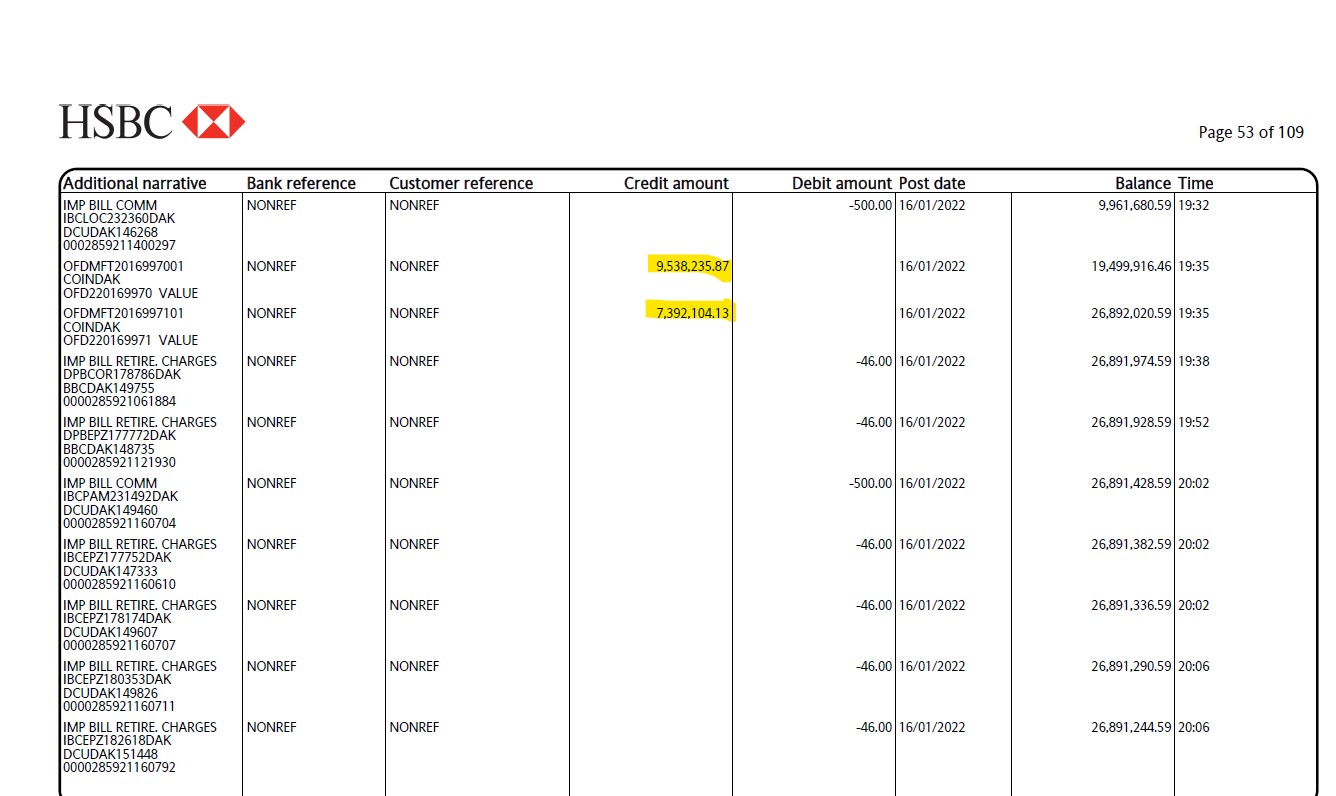 HSBC
Page 53 of 109
Additional narrative Bank reference Customer reference Credit amount Debit amount Post date Balance Time
IMP BILL COMM NONREF NONREF -500.00 16/01/2022 9,961,680.59 19:32
IBCLOC232360DAK
DCUDAK146268
0002859211400297
OFDMFT2016997001 NONREF NONREF 9,538,235.87 16/01/2022 19,499,916.46 19:35
COINDAK
OFD220169970 VALUE
OFDMFT2016997101 NONREF NONREF 7,392,104.13 16/01/2022 26,892,020.59 19:35
COINDAK
OFD220169971 VALUE
IMP BILL RETIRE. CHARGES NONREF NONREF -46.00 16/01/2022 26,891,974.59 19:38
DPBCOR178786DAK
BBCDAK149755
0000285921061884
IMP BILL RETIRE. CHARGES NONREF NONREF -46.00 16/01/2022 26,891,928.59 19:52
DPBEPZ177772DAK
BBCDAK148735
0000285921121930
IMP BILL COMM NONREF NONREF -500.00 16/01/2022 26,891,428.59 20:02
IBCPAM231492DAK
DCUDAK149460
0000285921160704
IMP BILL RETIRE. CHARGES NONREF NONREF -46.00 16/01/2022 26,891,382.59 20:02
IBCEPZ177752DAK
DCUDAK147333
0000285921160610
IMP BILL RETIRE. CHARGES NONREF NONREF -46.00 16/01/2022 26,891,336.59 20:02
IBCEPZ178174DAK
DCUDAK149607
0000285921160707
IMP BILL RETIRE. CHARGES NONREF NONREF -46.00 16/01/2022 26,891,290.59 20:06
IBCEPZ180353DAK
DCUDAK149826
0000285921160711
IMP BILL RETIRE. CHARGES NONREF NONREF -46.00 16/01/2022 26,891,244.59 20:06
IBCEPZ182618DAK
DCUDAK151448
0000285921160792